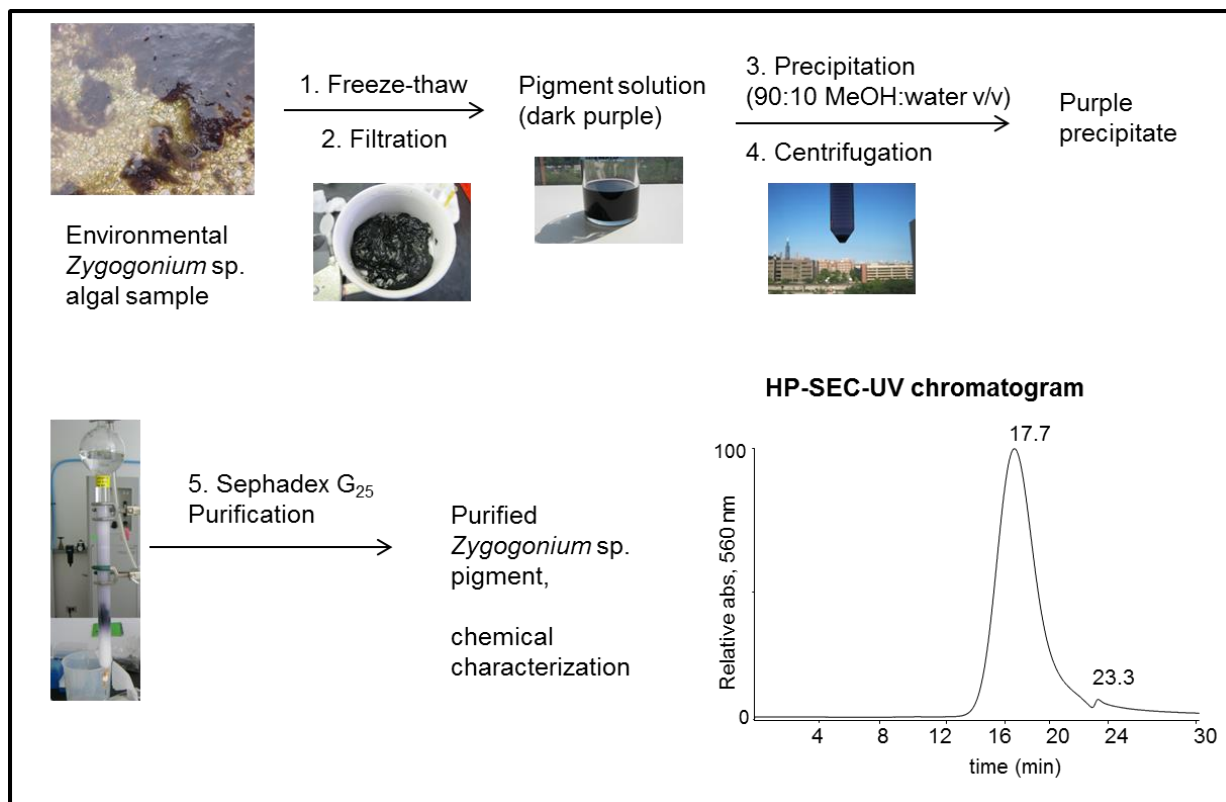 1. Freeze-thaw
2. Filtration
Pigment solution
(dark purple)
3. Precipitation
(90:10 MeOH:water v/v)
4. Centrifugation
Purple
precipitate
Environmental
Zygogonium sp.
algal sample
5. Sephadex G25
Purification
Purified
Zygogonium sp.
pigment,
chemical
characterization
HP-SEC-UV chromatogram
17.7
100
Relative abs, 560 nm
23.3
0
4 8 12 16 20 24 30
time (min)